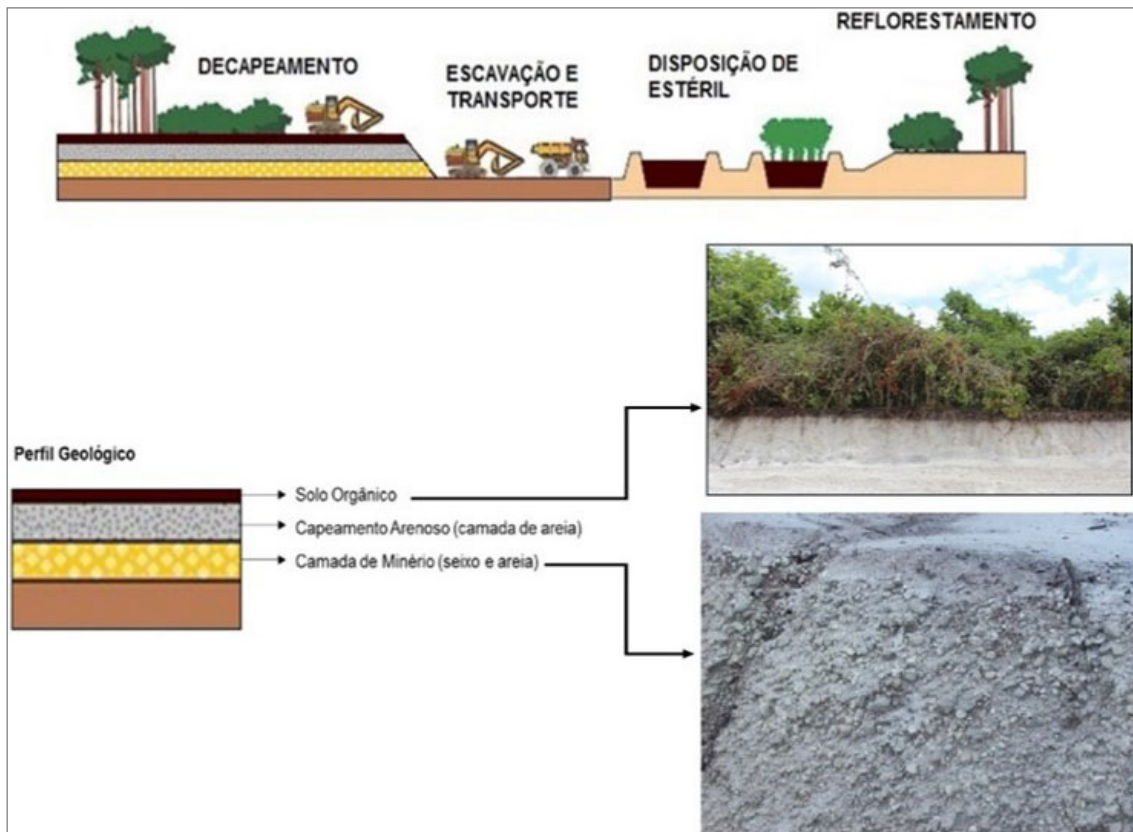 REFLORESTAMENTO
DECAPEAMENTO
ESCAVAÇÃO E
TRANSPORTE
DISPOSIÇÃO DE
ESTÉRIL
Perfil Geológico
Solo Orgânico
Capeamento Arenoso (camada de areia)
Camada de Minério (seixo e areia)